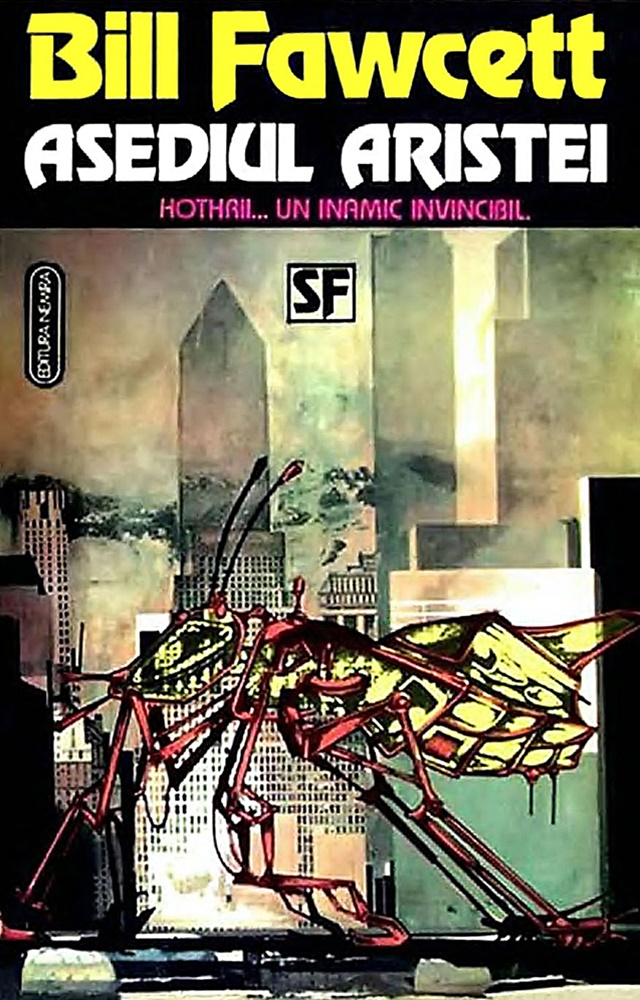 Bill Fawcett
ASEDIUL ARISTEI
HOTHRII... UN INAMIC INVINCIBIL.
EDITURA NEMIRA
SF